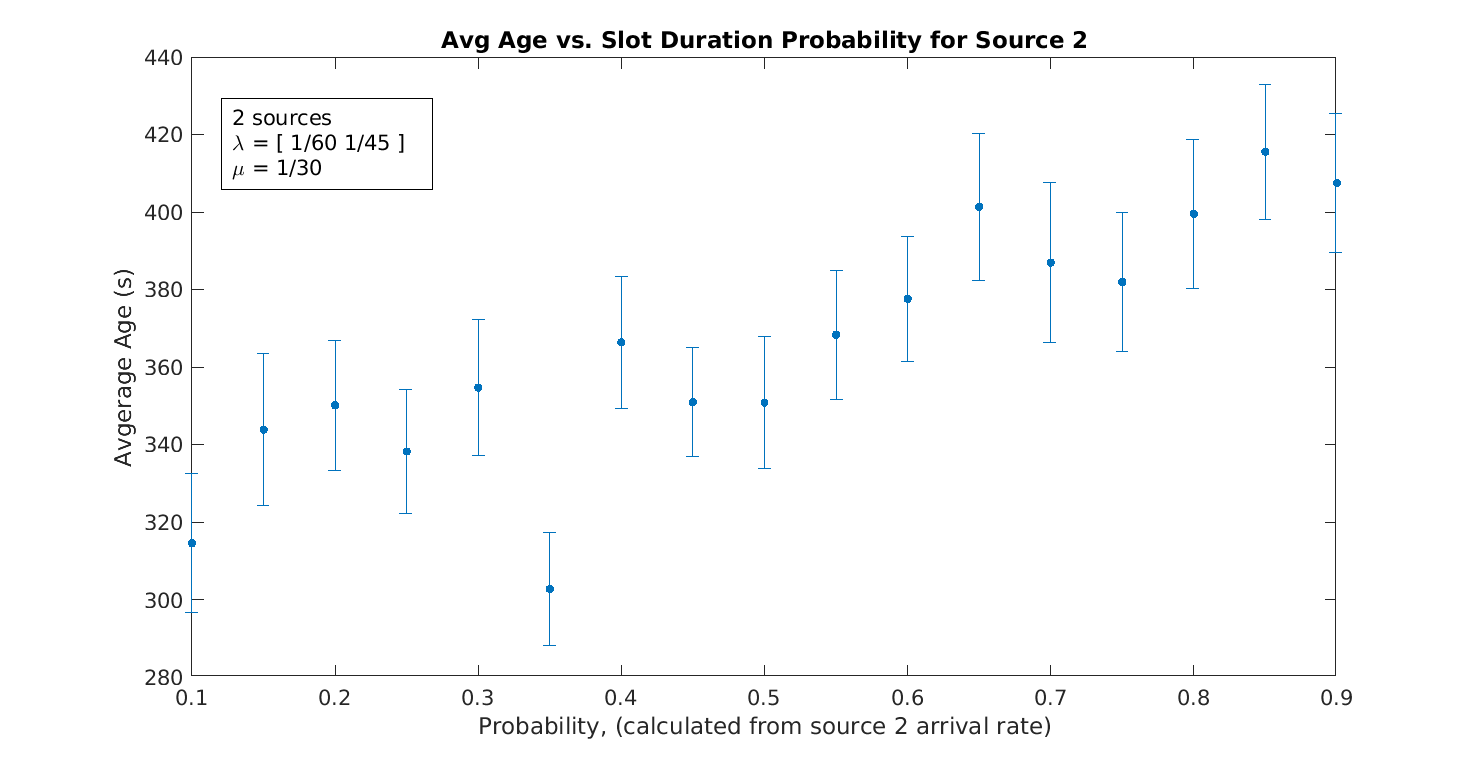 Avg Age vs. Slot Duration Probability for Source 2
440
420
400
380
360
340
320
300
280
2 sources
λ = [ 1/60 1/45 ]
μ = 1/30
Avgerage Age (s)
0.1 0.2 0.3 0.4 0.5 0.6 0.7 0.8 0.9
Probability, (calculated from source 2 arrival rate)